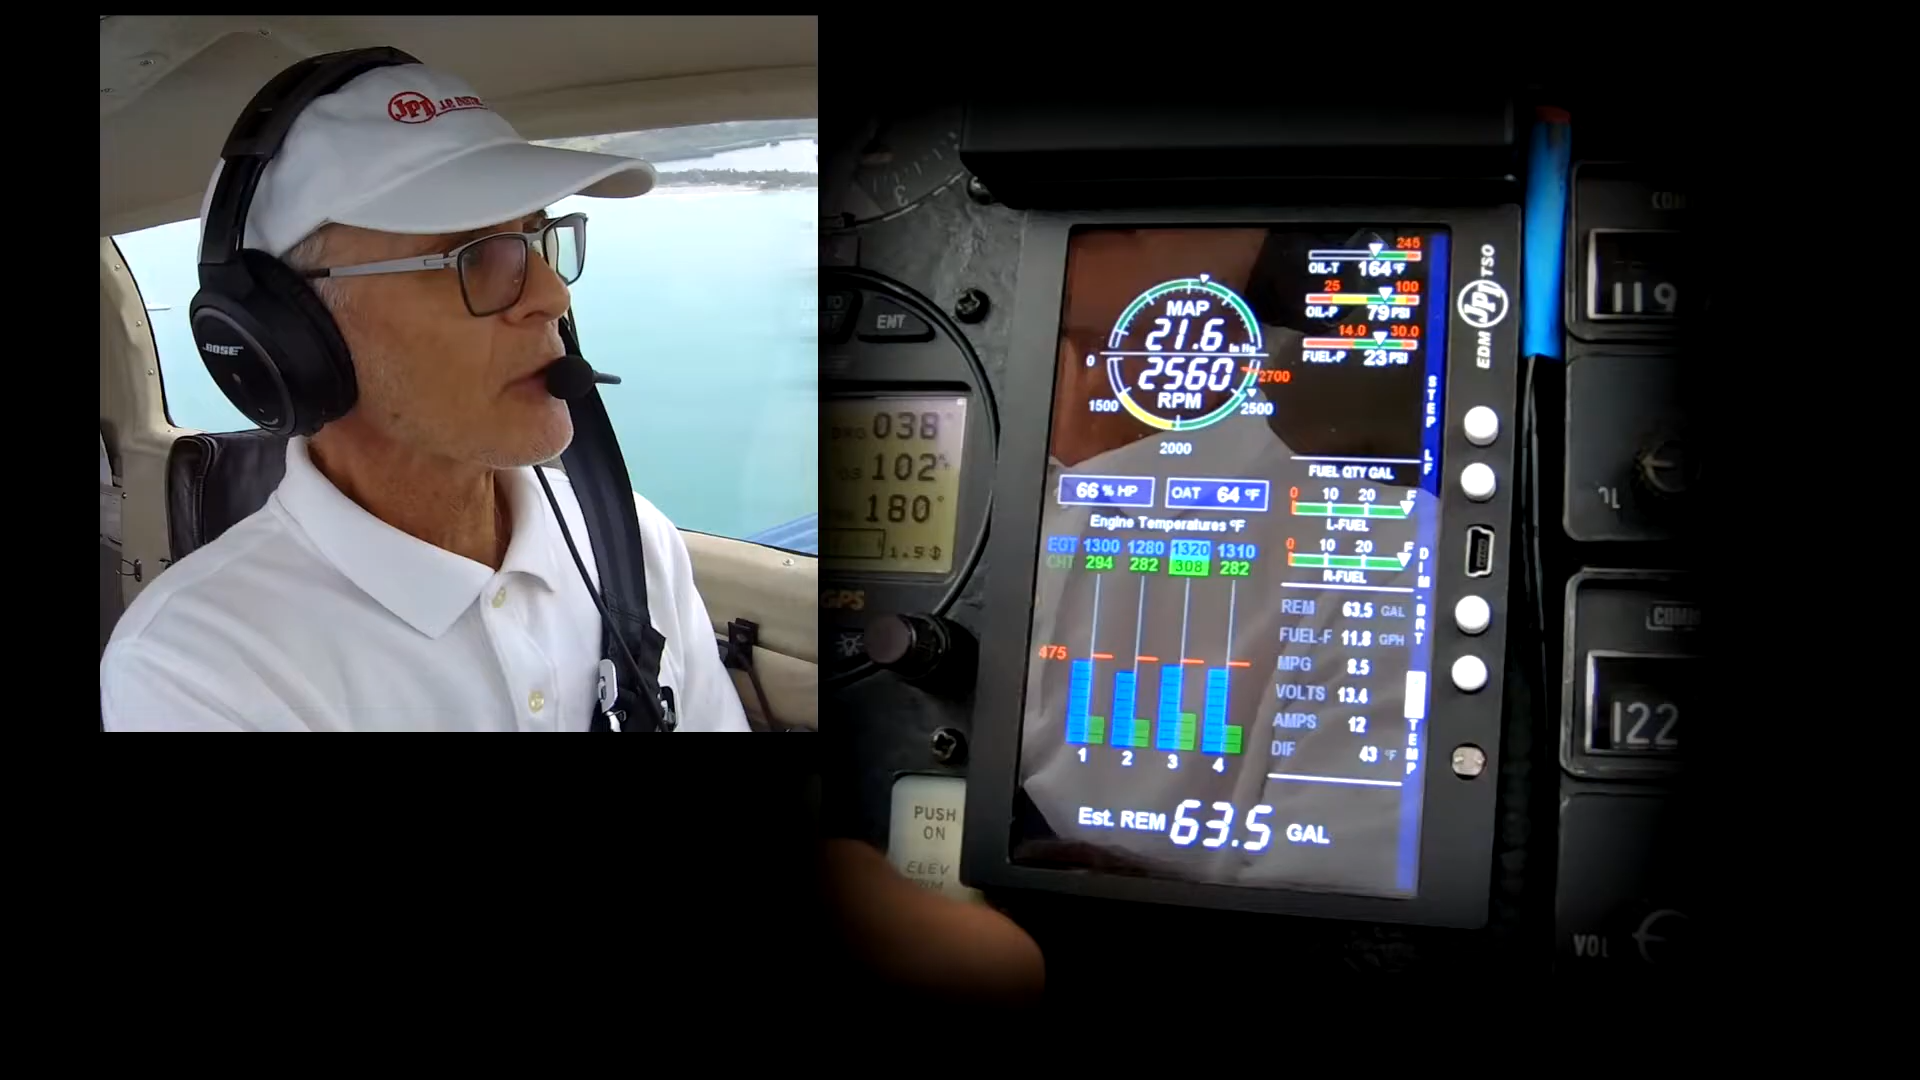 JPI
BOSE
ENT
038°
102
180°
1.5
GPS
PUSH
ON
ELEV
MAP
21.6 In Hg
2560
RPM
0
1500
2000
2500
2700
245
OIL-T 164 °F
25 100
OIL-P 79 PSI
14.0 30.0
FUEL-P 23 PSI
66 % HP
OAT 64 °F
Engine Temperatures °F
EGT 1300 1280 1320 1310
CHT 294 282 308 282
475
1 2 3 4
FUEL QTY GAL
0 10 20 F
L-FUEL
0 10 20 F
R-FUEL
REM 63.5 GAL
FUEL-F 11.8 GPH
MPG 8.5
VOLTS 13.4
AMPS 12
DIF 43 °F
Est. REM 63.5 GAL
STEP
LF
DIM
-
BRT
TEMP
EDM JPI TSO
3
119
COMM
122
VOL